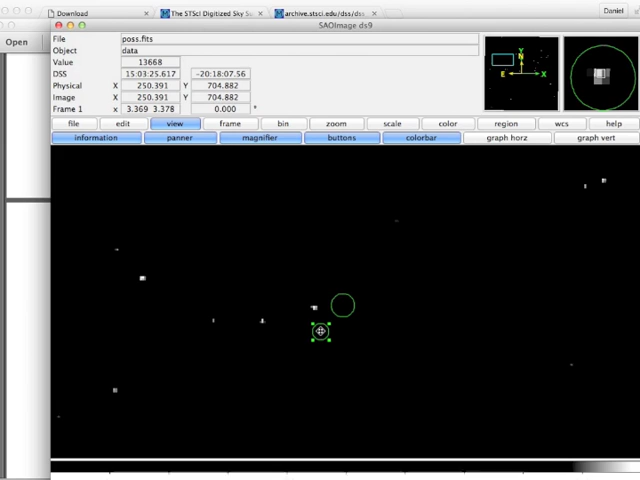 Download
The STScI Digitized Sky Su
archive.stsci.edu/dss/dss
Daniel
SAOImage ds9
Open
File poss.fits
Object data
Value 13668
DSS 15:03:25.617 -20:18:07.56
Physical X 250.391 Y 704.882
Image X 250.391 Y 704.882
Frame 1 x 3.369 3.378 0.000 °
Y
N
E X
file edit view frame bin zoom scale color region wcs help
information panner magnifier buttons colorbar graph horz graph vert